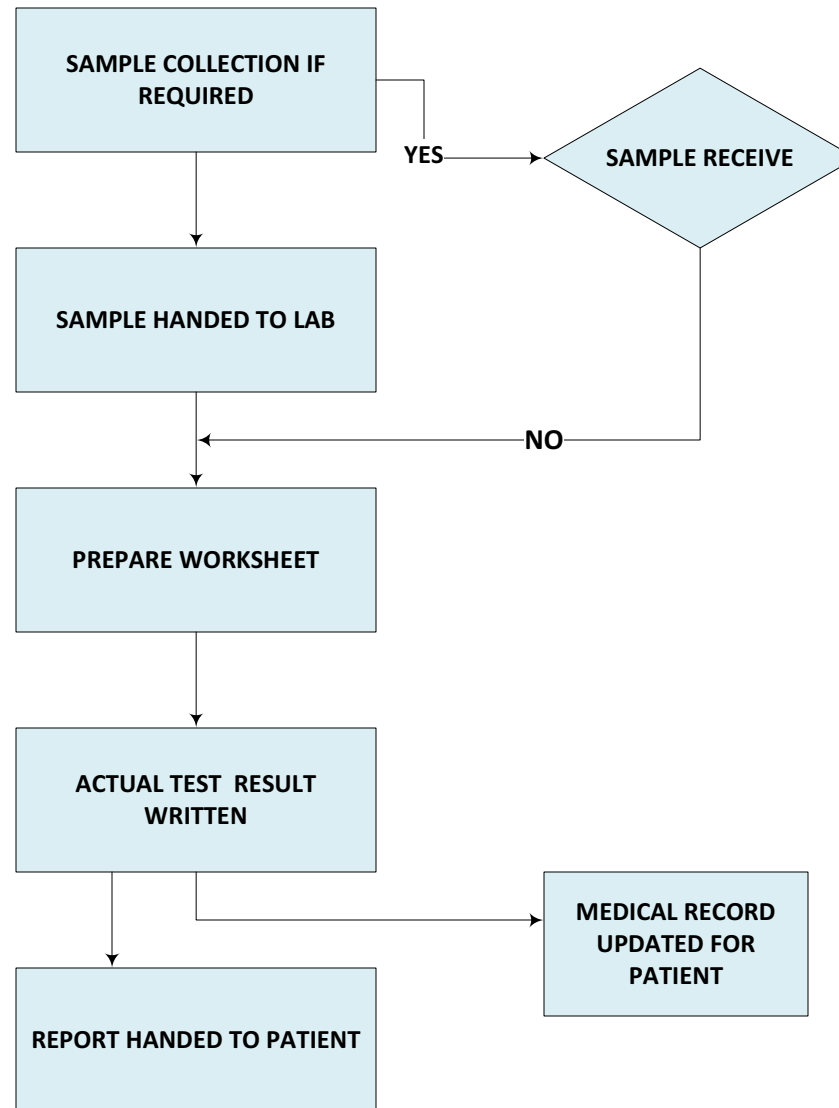 SAMPLE COLLECTION IF
REQUIRED
YES
SAMPLE RECEIVE
SAMPLE HANDED TO LAB
NO
PREPARE WORKSHEET
ACTUAL TEST  RESULT
WRITTEN
MEDICAL RECORD
UPDATED FOR
PATIENT
REPORT HANDED TO PATIENT